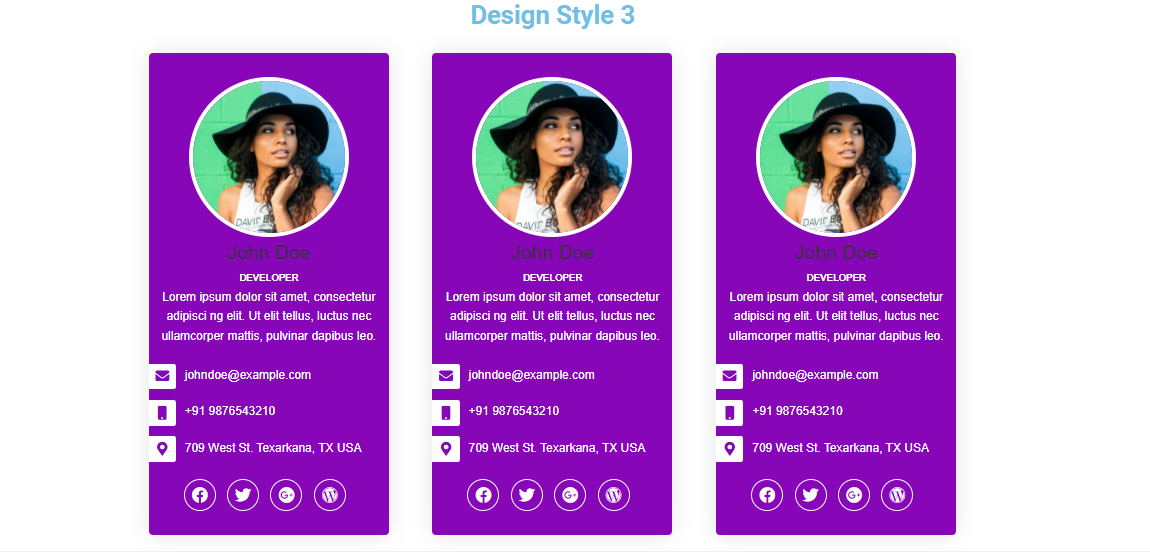 Design Style 3
John Doe
DEVELOPER
Lorem ipsum dolor sit amet, consectetur
adipisci ng elit. Ut elit tellus, luctus nec
ullamcorper mattis, pulvinar dapibus leo.
johndoe@example.com
+91 9876543210
709 West St. Texarkana, TX USA
John Doe
DEVELOPER
Lorem ipsum dolor sit amet, consectetur
adipisci ng elit. Ut elit tellus, luctus nec
ullamcorper mattis, pulvinar dapibus leo.
johndoe@example.com
+91 9876543210
709 West St. Texarkana, TX USA
John Doe
DEVELOPER
Lorem ipsum dolor sit amet, consectetur
adipisci ng elit. Ut elit tellus, luctus nec
ullamcorper mattis, pulvinar dapibus leo.
johndoe@example.com
+91 9876543210
709 West St. Texarkana, TX USA